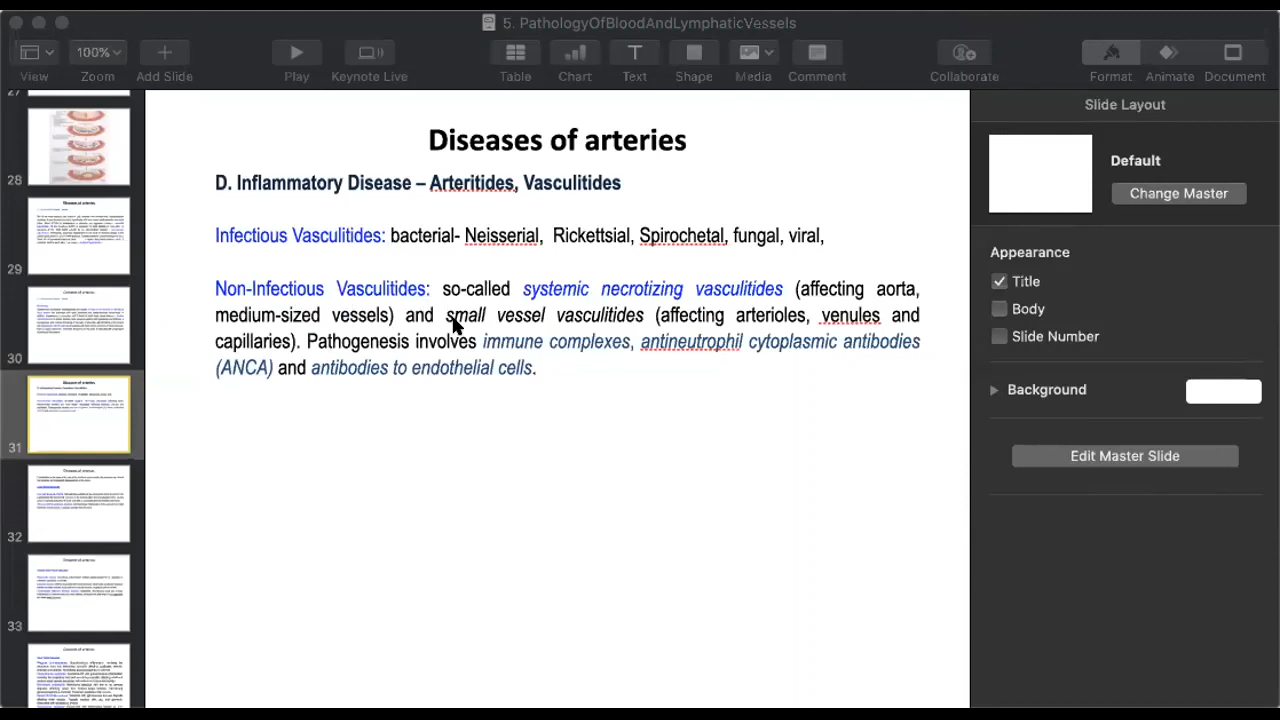 5. PathologyOfBloodAndLymphaticVessels
100%
View
Zoom
Add Slide
Play
Keynote Live
Table
Chart
Text
Shape
Media
Comment
Collaborate
Format
Animate
Document
27
28
29
30
31
32
33
Diseases of arteries
D. Inflammatory Disease – Arteritides, Vasculitides
Infectious Vasculitides: bacterial- Neisserial, Rickettsial, Spirochetal, fungal, viral,
Non-Infectious Vasculitides: so-called systemic necrotizing vasculitides (affecting aorta,
medium-sized vessels) and small vessel vasculitides (affecting arterioles, venules and
capillaries). Pathogenesis involves immune complexes, antineutrophil cytoplasmic antibodies
(ANCA) and antibodies to endothelial cells.
Slide Layout
Default
Change Master
Appearance
Title
Body
Slide Number
Background
Edit Master Slide